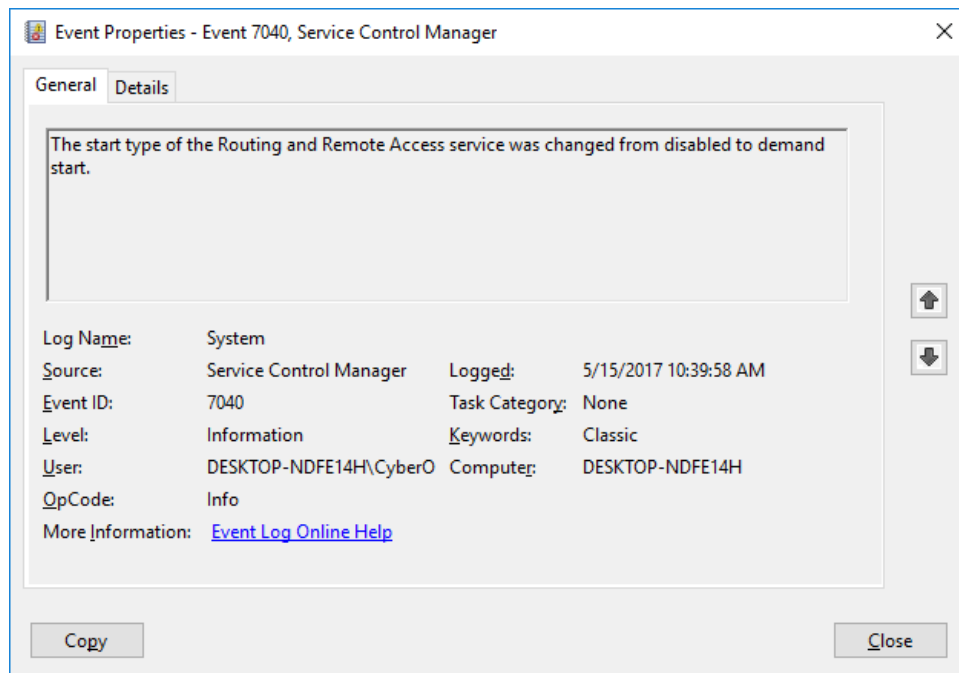 Event Properties - Event 7040, Service Control Manager
General Details
The start type of the Routing and Remote Access service was changed from disabled to demand
start.
Log Name: System
Source: Service Control Manager Logged: 5/15/2017 10:39:58 AM
Event ID: 7040 Task Category: None
Level: Information Keywords: Classic
User: DESKTOP-NDFE14H\CyberO Computer: DESKTOP-NDFE14H
OpCode: Info
More Information: Event Log Online Help
Copy Close